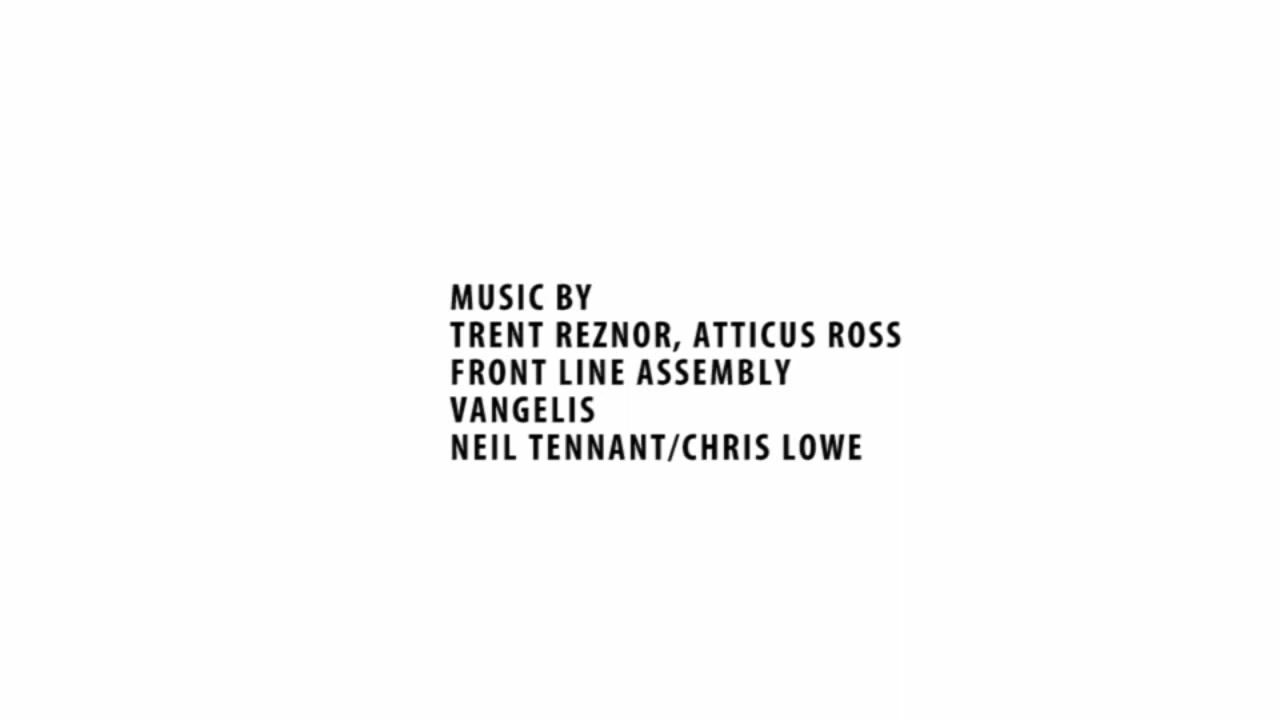 MUSIC BY
TRENT REZNOR, ATTICUS ROSS
FRONT LINE ASSEMBLY
VANGELIS
NEIL TENNANT/CHRIS LOWE